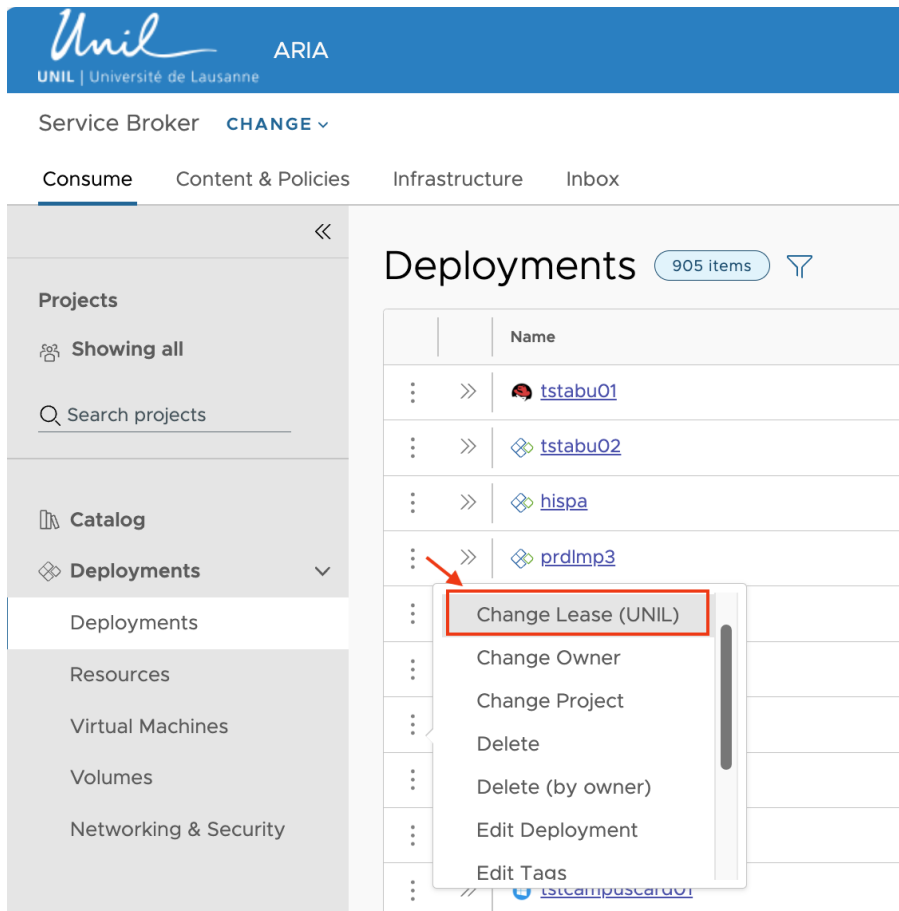 Unil
UNIL | Université de Lausanne
ARIA
Service Broker
CHANGE
Consume
Content & Policies
Infrastructure
Inbox
Projects
Showing all
Search projects
Catalog
Deployments
Deployments
Resources
Virtual Machines
Volumes
Networking & Security
Deployments
905 items
Name
tstabu01
tstabu02
hispa
prdlmp3
Change Lease (UNIL)
Change Owner
Change Project
Delete
Delete (by owner)
Edit Deployment
Edit Tags
tstcampuscard01